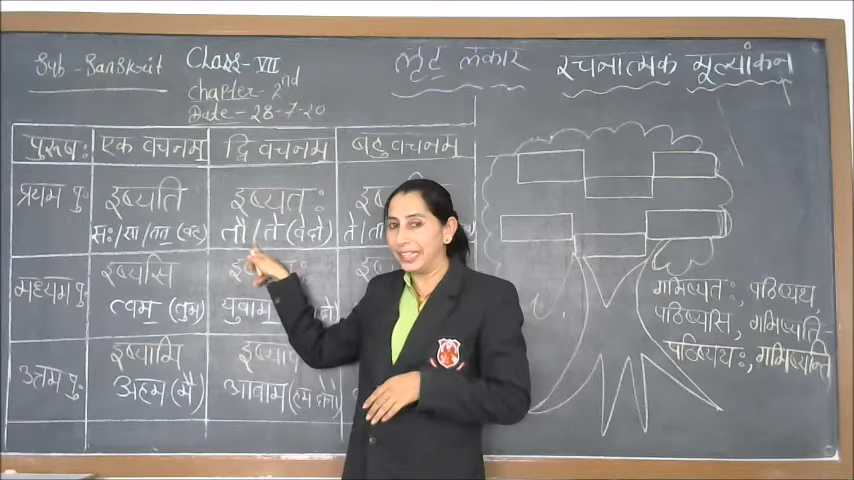 Sub - Sanskrit
Class - VII
Chapter - 2nd
Date - 28-7-20
लृट लकार
रचनात्मक मूल्यांकन
पुरूषः एक वचनम् द्वि वचनम् बहु वचनम्
प्रथम पु॰ इष्यति इष्यतः
सः/सा/तत् (वह) तौ/ते (वे दो) ते/
मध्यम पु॰ इष्यसि
त्वम् (तुम) युवाम्
उत्तम पु॰ इष्यामि
अहम् (मैं) आवाम् (हम दोनो)
गमिष्यतः, पठिष्यथ,
पठिष्यसि, गमिष्यति,
पठिष्यथः, गमिष्यन्ति